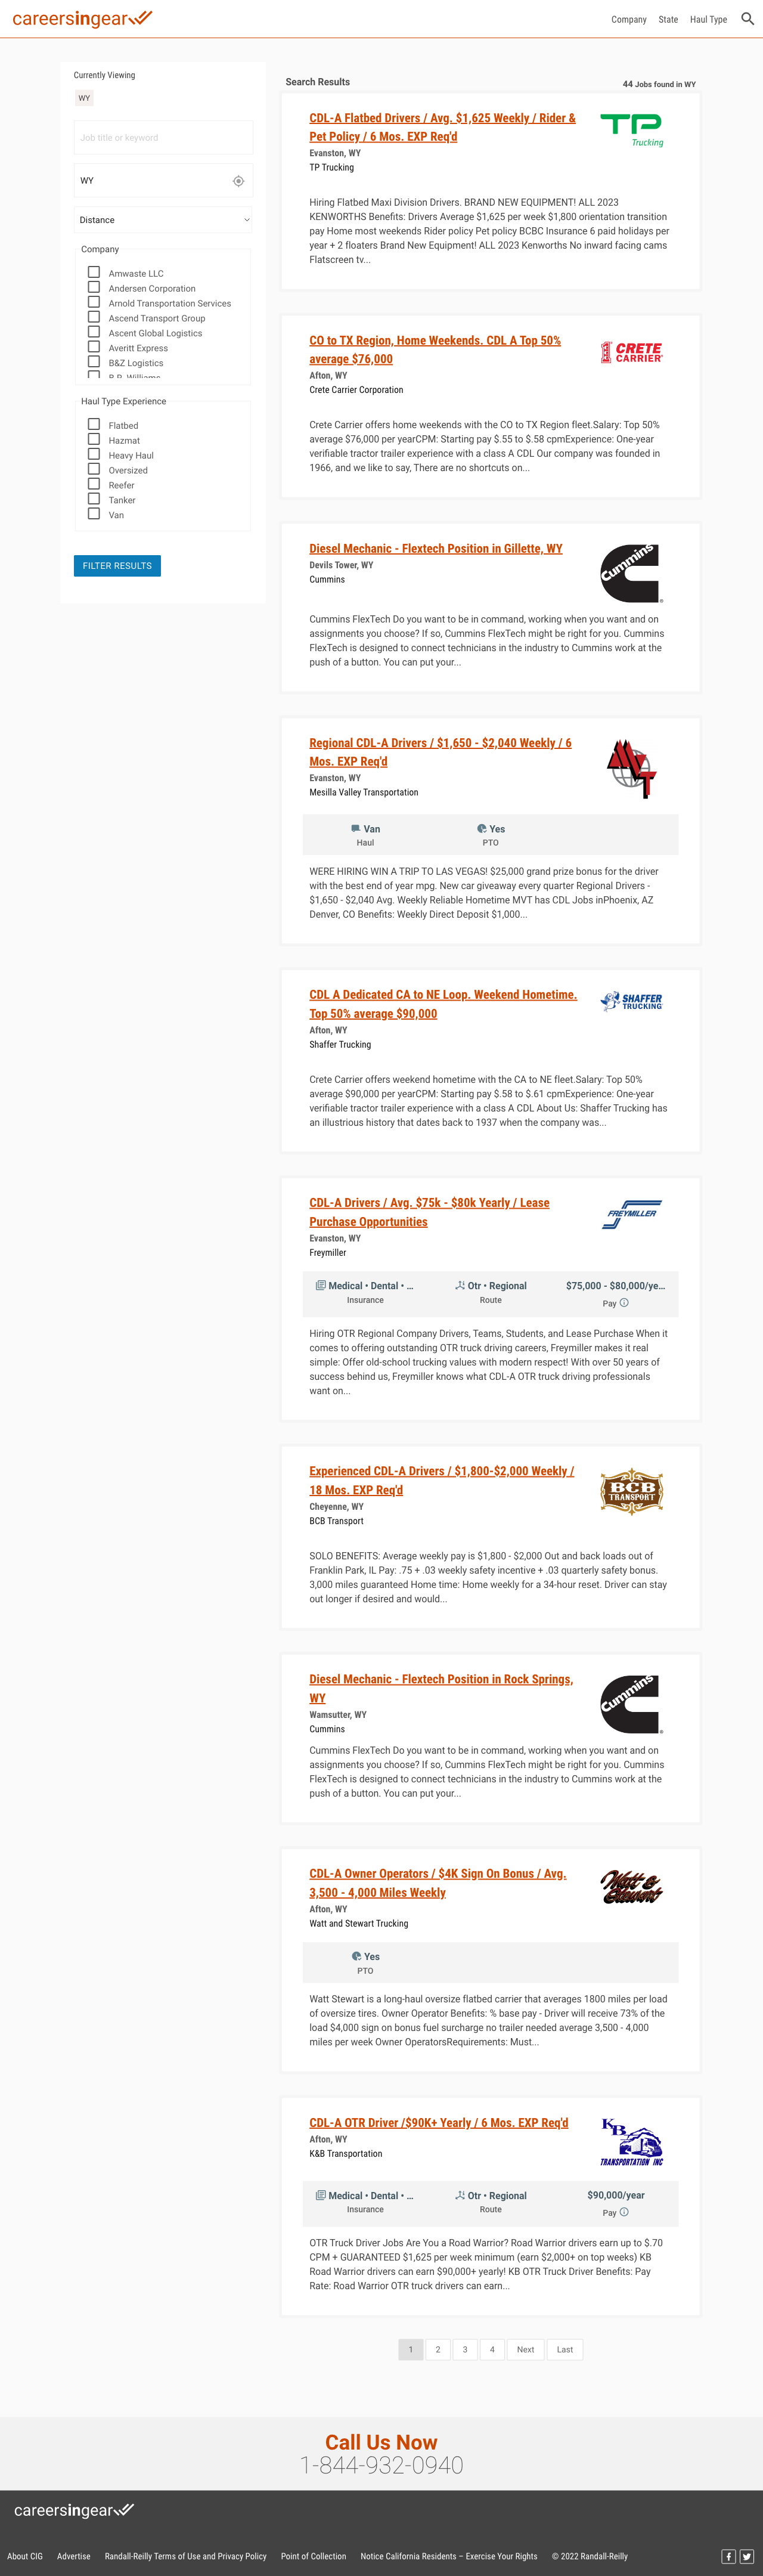 careersingear
Company State Haul Type
Currently Viewing
WY
Job title or keyword
WY
Distance
Company
Amwaste LLC
Andersen Corporation
Arnold Transportation Services
Ascend Transport Group
Ascent Global Logistics
Averitt Express
B&Z Logistics
B.R. Williams
Haul Type Experience
Flatbed
Hazmat
Heavy Haul
Oversized
Reefer
Tanker
Van
FILTER RESULTS
Search Results
44 Jobs found in WY
CDL-A Flatbed Drivers / Avg. $1,625 Weekly / Rider &
Pet Policy / 6 Mos. EXP Req'd
Evanston, WY
TP Trucking
TP
Trucking
Hiring Flatbed Maxi Division Drivers. BRAND NEW EQUIPMENT! ALL 2023
KENWORTHS Benefits: Drivers Average $1,625 per week $1,800 orientation transition
pay Home most weekends Rider policy Pet policy BCBC Insurance 6 paid holidays per
year + 2 floaters Brand New Equipment! ALL 2023 Kenworths No inward facing cams
Flatscreen tv...
CO to TX Region, Home Weekends. CDL A Top 50%
average $76,000
Afton, WY
Crete Carrier Corporation
CRETE
CARRIER
Crete Carrier offers home weekends with the CO to TX Region fleet.Salary: Top 50%
average $76,000 per yearCPM: Starting pay $.55 to $.58 cpmExperience: One-year
verifiable tractor trailer experience with a class A CDL Our company was founded in
1966, and we like to say, There are no shortcuts on...
Diesel Mechanic - Flextech Position in Gillette, WY
Devils Tower, WY
Cummins
Cummins
Cummins FlexTech Do you want to be in command, working when you want and on
assignments you choose? If so, Cummins FlexTech might be right for you. Cummins
FlexTech is designed to connect technicians in the industry to Cummins work at the
push of a button. You can put your...
Regional CDL-A Drivers / $1,650 - $2,040 Weekly / 6
Mos. EXP Req'd
Evanston, WY
Mesilla Valley Transportation
MVT
Van
Haul
Yes
PTO
WERE HIRING WIN A TRIP TO LAS VEGAS! $25,000 grand prize bonus for the driver
with the best end of year mpg. New car giveaway every quarter Regional Drivers -
$1,650 - $2,040 Avg. Weekly Reliable Hometime MVT has CDL Jobs inPhoenix, AZ
Denver, CO Benefits: Weekly Direct Deposit $1,000...
CDL A Dedicated CA to NE Loop. Weekend Hometime.
Top 50% average $90,000
Afton, WY
Shaffer Trucking
SHAFFER
TRUCKING
Crete Carrier offers weekend hometime with the CA to NE fleet.Salary: Top 50%
average $90,000 per yearCPM: Starting pay $.58 to $.61 cpmExperience: One-year
verifiable tractor trailer experience with a class A CDL About Us: Shaffer Trucking has
an illustrious history that dates back to 1937 when the company was...
CDL-A Drivers / Avg. $75k - $80k Yearly / Lease
Purchase Opportunities
Evanston, WY
Freymiller
FREYMILLER
Medical • Dental • ...
Insurance
Otr • Regional
Route
$75,000 - $80,000/ye...
Pay
Hiring OTR Regional Company Drivers, Teams, Students, and Lease Purchase When it
comes to offering outstanding OTR truck driving careers, Freymiller makes it real
simple: Offer old-school trucking values with modern respect! With over 50 years of
success behind us, Freymiller knows what CDL-A OTR truck driving professionals
want on...
Experienced CDL-A Drivers / $1,800-$2,000 Weekly /
18 Mos. EXP Req'd
Cheyenne, WY
BCB Transport
BCB
TRANSPORT
SOLO BENEFITS: Average weekly pay is $1,800 - $2,000 Out and back loads out of
Franklin Park, IL Pay: .75 + .03 weekly safety incentive + .03 quarterly safety bonus.
3,000 miles guaranteed Home time: Home weekly for a 34-hour reset. Driver can stay
out longer if desired and would...
Diesel Mechanic - Flextech Position in Rock Springs,
WY
Wamsutter, WY
Cummins
Cummins
Cummins FlexTech Do you want to be in command, working when you want and on
assignments you choose? If so, Cummins FlexTech might be right for you. Cummins
FlexTech is designed to connect technicians in the industry to Cummins work at the
push of a button. You can put your...
CDL-A Owner Operators / $4K Sign On Bonus / Avg.
3,500 - 4,000 Miles Weekly
Afton, WY
Watt and Stewart Trucking
Watt &
Stewart
Yes
PTO
Watt Stewart is a long-haul oversize flatbed carrier that averages 1800 miles per load
of oversize tires. Owner Operator Benefits: % base pay - Driver will receive 73% of the
load $4,000 sign on bonus fuel surcharge no trailer needed average 3,500 - 4,000
miles per week Owner OperatorsRequirements: Must...
CDL-A OTR Driver /$90K+ Yearly / 6 Mos. EXP Req'd
Afton, WY
K&B Transportation
KB
TRANSPORTATION INC
Medical • Dental • ...
Insurance
Otr • Regional
Route
$90,000/year
Pay
OTR Truck Driver Jobs Are You a Road Warrior? Road Warrior drivers earn up to $.70
CPM + GUARANTEED $1,625 per week minimum (earn $2,000+ on top weeks) KB
Road Warrior drivers can earn $90,000+ yearly! KB OTR Truck Driver Benefits: Pay
Rate: Road Warrior OTR truck drivers can earn...
1 2 3 4 Next Last
Call Us Now
1-844-932-0940
careersingear
About CIG Advertise Randall-Reilly Terms of Use and Privacy Policy Point of Collection Notice California Residents – Exercise Your Rights © 2022 Randall-Reilly